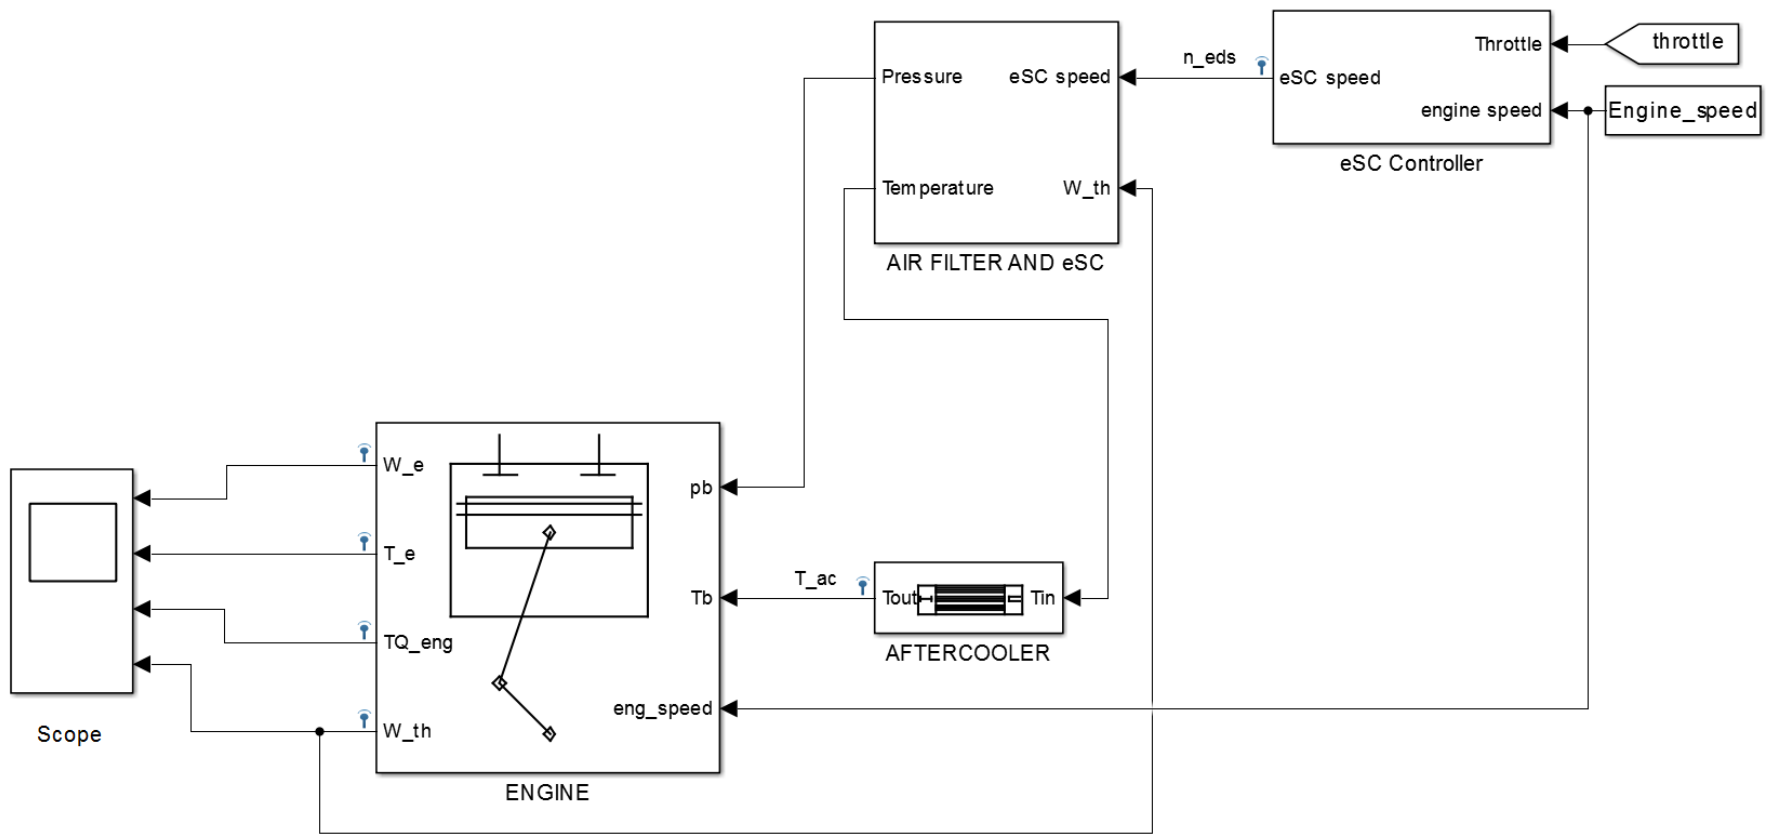 Throttle
throttle
n_eds
Pressure
eSC speed
eSC speed
engine speed
Engine_speed
eSC Controller
Temperature
W_th
AIR FILTER AND eSC
W_e
pb
T_e
T_ac
Tb
Tout
Tin
TQ_eng
AFTERCOOLER
eng_speed
W_th
Scope
ENGINE